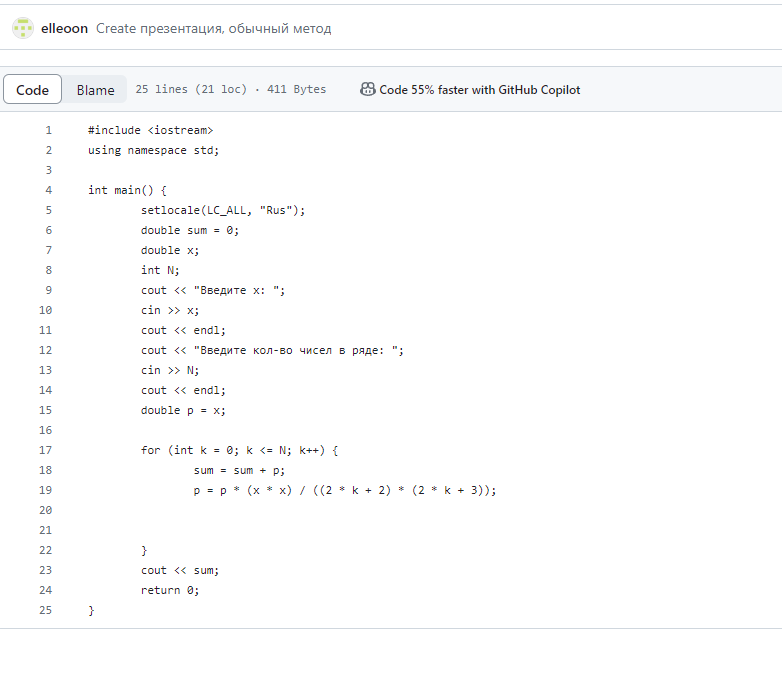 elleoon Create презентация, обычный метод
Code Blame 25 lines (21 loc) · 411 Bytes Code 55% faster with GitHub Copilot
1 #include <iostream>
2 using namespace std;
3
4 int main() {
5 setlocale(LC_ALL, "Rus");
6 double sum = 0;
7 double x;
8 int N;
9 cout << "Введите x: ";
10 cin >> x;
11 cout << endl;
12 cout << "Введите кол-во чисел в ряде: ";
13 cin >> N;
14 cout << endl;
15 double p = x;
16
17 for (int k = 0; k <= N; k++) {
18 sum = sum + p;
19 p = p * (x * x) / ((2 * k + 2) * (2 * k + 3));
20
21
22 }
23 cout << sum;
24 return 0;
25 }